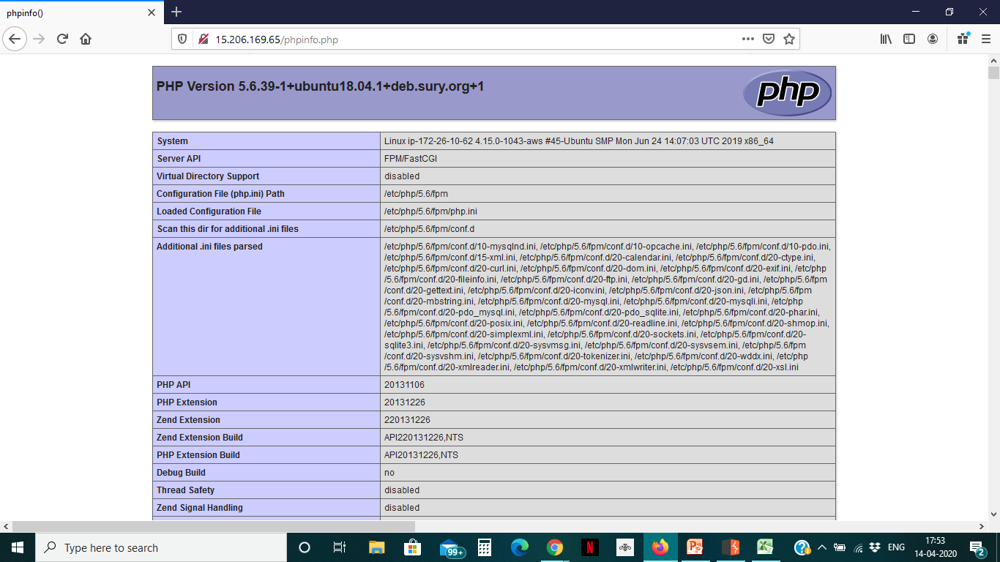 phpinfo()
15.206.169.65/phpinfo.php
PHP Version 5.6.39-1+ubuntu18.04.1+deb.sury.org+1
php
System Linux ip-172-26-10-62 4.15.0-1043-aws #45-Ubuntu SMP Mon Jun 24 14:07:03 UTC 2019 x86_64
Server API FPM/FastCGI
Virtual Directory Support disabled
Configuration File (php.ini) Path /etc/php/5.6/fpm
Loaded Configuration File /etc/php/5.6/fpm/php.ini
Scan this dir for additional .ini files /etc/php/5.6/fpm/conf.d
Additional .ini files parsed /etc/php/5.6/fpm/conf.d/10-mysqlnd.ini, /etc/php/5.6/fpm/conf.d/10-opcache.ini, /etc/php/5.6/fpm/conf.d/10-pdo.ini,
/etc/php/5.6/fpm/conf.d/15-xml.ini, /etc/php/5.6/fpm/conf.d/20-calendar.ini, /etc/php/5.6/fpm/conf.d/20-ctype.ini,
/etc/php/5.6/fpm/conf.d/20-curl.ini, /etc/php/5.6/fpm/conf.d/20-dom.ini, /etc/php/5.6/fpm/conf.d/20-exif.ini, /etc/php
/5.6/fpm/conf.d/20-fileinfo.ini, /etc/php/5.6/fpm/conf.d/20-ftp.ini, /etc/php/5.6/fpm/conf.d/20-gd.ini, /etc/php/5.6/fpm
/conf.d/20-gettext.ini, /etc/php/5.6/fpm/conf.d/20-iconv.ini, /etc/php/5.6/fpm/conf.d/20-json.ini, /etc/php/5.6/fpm
/conf.d/20-mbstring.ini, /etc/php/5.6/fpm/conf.d/20-mysql.ini, /etc/php/5.6/fpm/conf.d/20-mysqli.ini, /etc/php
/5.6/fpm/conf.d/20-pdo_mysql.ini, /etc/php/5.6/fpm/conf.d/20-pdo_sqlite.ini, /etc/php/5.6/fpm/conf.d/20-phar.ini,
/etc/php/5.6/fpm/conf.d/20-posix.ini, /etc/php/5.6/fpm/conf.d/20-readline.ini, /etc/php/5.6/fpm/conf.d/20-shmop.ini,
/etc/php/5.6/fpm/conf.d/20-simplexml.ini, /etc/php/5.6/fpm/conf.d/20-sockets.ini, /etc/php/5.6/fpm/conf.d/20-
sqlite3.ini, /etc/php/5.6/fpm/conf.d/20-sysvmsg.ini, /etc/php/5.6/fpm/conf.d/20-sysvsem.ini, /etc/php/5.6/fpm
/conf.d/20-sysvshm.ini, /etc/php/5.6/fpm/conf.d/20-tokenizer.ini, /etc/php/5.6/fpm/conf.d/20-wddx.ini, /etc/php
/5.6/fpm/conf.d/20-xmlreader.ini, /etc/php/5.6/fpm/conf.d/20-xmlwriter.ini, /etc/php/5.6/fpm/conf.d/20-xsl.ini
PHP API 20131106
PHP Extension 20131226
Zend Extension 220131226
Zend Extension Build API220131226,NTS
PHP Extension Build API20131226,NTS
Debug Build no
Thread Safety disabled
Zend Signal Handling disabled
Type here to search
99+
N
ENG
17:53
14-04-2020
2